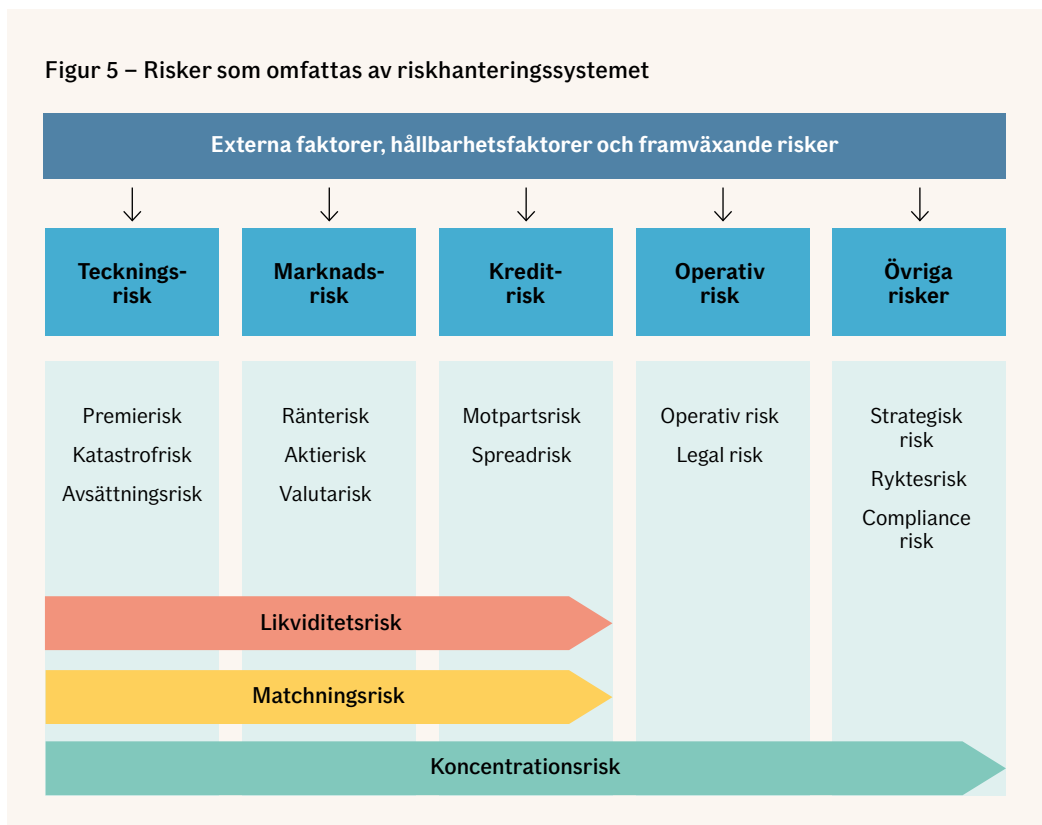 Figur 5 – Risker som omfattas av riskhanteringssystemet
Externa faktorer, hållbarhetsfaktorer och framväxande risker
Tecknings-
risk
Marknads-
risk
Kredit-
risk
Operativ
risk
Övriga
risker
Premierisk
Katastrofrisk
Avsättningsrisk
Ränterisk
Aktierisk
Valutarisk
Motpartsrisk
Spreadrisk
Operativ risk
Legal risk
Strategisk
risk
Ryktesrisk
Compliance
risk
Likviditetsrisk
Matchningsrisk
Koncentrationsrisk